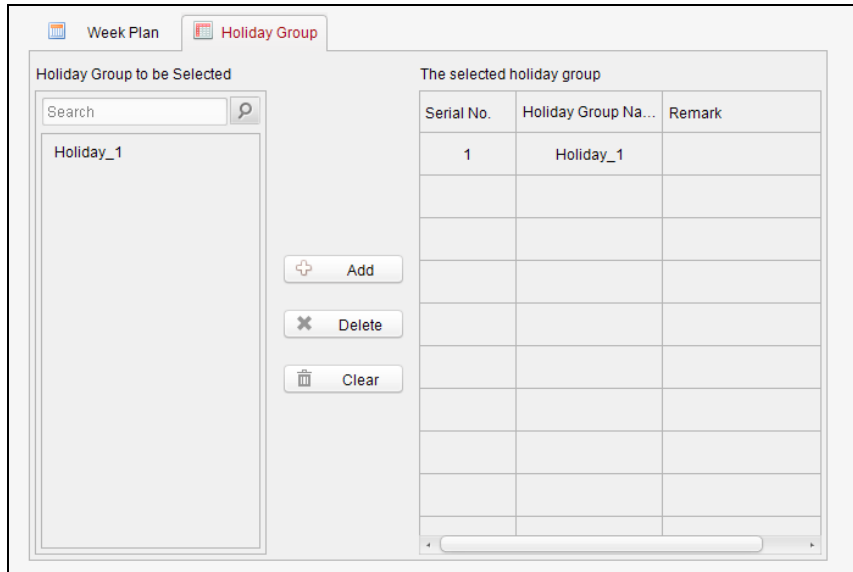 Week Plan
Holiday Group
Holiday Group to be Selected
Search
Holiday_1
Add
Delete
Clear
The selected holiday group
Serial No. Holiday Group Na... Remark
1 Holiday_1